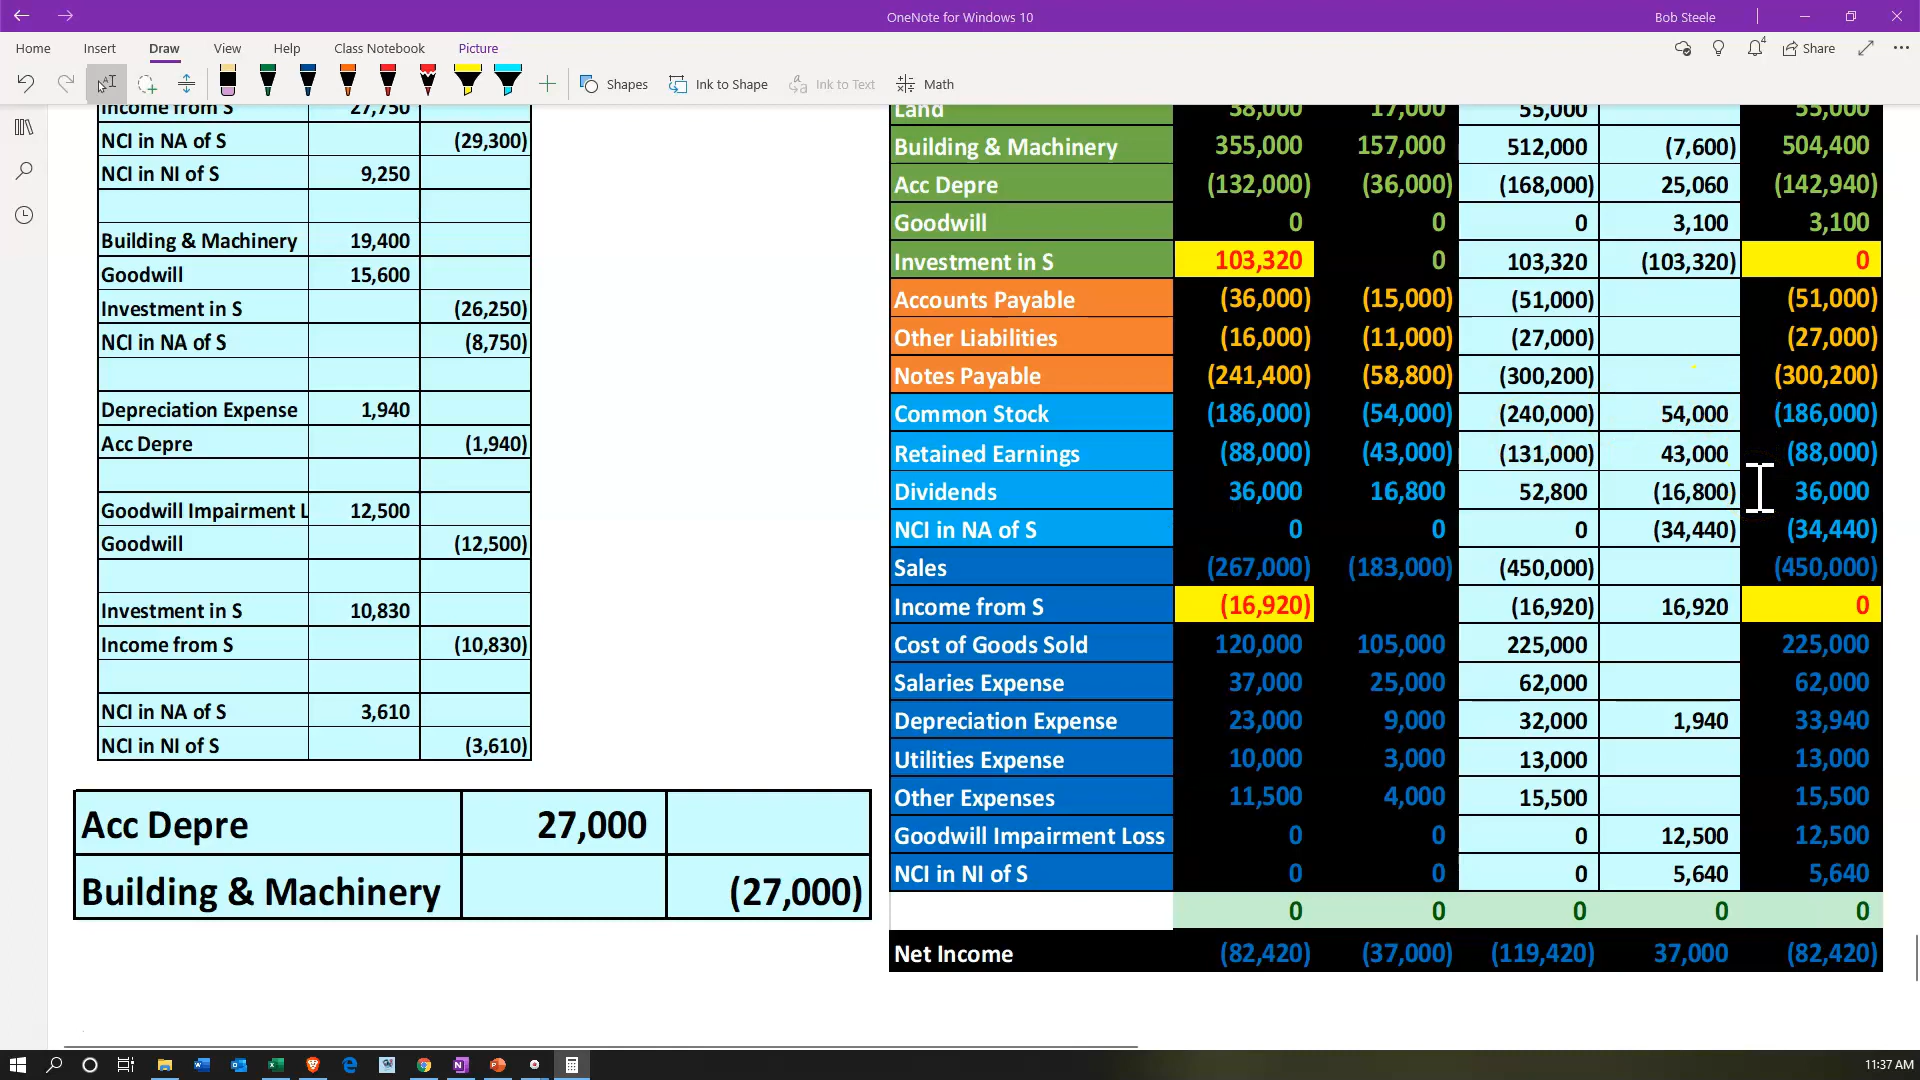 OneNote for Windows 10
Bob Steele
Home Insert Draw View Help Class Notebook Picture
4 Share
Shapes Ink to Shape Ink to Text Math
Income from S 27,750
NCI in NA of S (29,300)
NCI in NI of S 9,250
Building & Machinery 19,400
Goodwill 15,600
Investment in S (26,250)
NCI in NA of S (8,750)
Depreciation Expense 1,940
Acc Depre (1,940)
Goodwill Impairment L 12,500
Goodwill (12,500)
Investment in S 10,830
Income from S (10,830)
NCI in NA of S 3,610
NCI in NI of S (3,610)
Acc Depre 27,000
Building & Machinery (27,000)
Land 38,000 17,000 55,000 55,000
Building & Machinery 355,000 157,000 512,000 (7,600) 504,400
Acc Depre (132,000) (36,000) (168,000) 25,060 (142,940)
Goodwill 0 0 0 3,100 3,100
Investment in S 103,320 0 103,320 (103,320) 0
Accounts Payable (36,000) (15,000) (51,000) (51,000)
Other Liabilities (16,000) (11,000) (27,000) (27,000)
Notes Payable (241,400) (58,800) (300,200) (300,200)
Common Stock (186,000) (54,000) (240,000) 54,000 (186,000)
Retained Earnings (88,000) (43,000) (131,000) 43,000 (88,000)
Dividends 36,000 16,800 52,800 (16,800) 36,000
NCI in NA of S 0 0 0 (34,440) (34,440)
Sales (267,000) (183,000) (450,000) (450,000)
Income from S (16,920) (16,920) 16,920 0
Cost of Goods Sold 120,000 105,000 225,000 225,000
Salaries Expense 37,000 25,000 62,000 62,000
Depreciation Expense 23,000 9,000 32,000 1,940 33,940
Utilities Expense 10,000 3,000 13,000 13,000
Other Expenses 11,500 4,000 15,500 15,500
Goodwill Impairment Loss 0 0 0 12,500 12,500
NCI in NI of S 0 0 0 5,640 5,640
0 0 0 0 0
Net Income (82,420) (37,000) (119,420) 37,000 (82,420)
11:37 AM